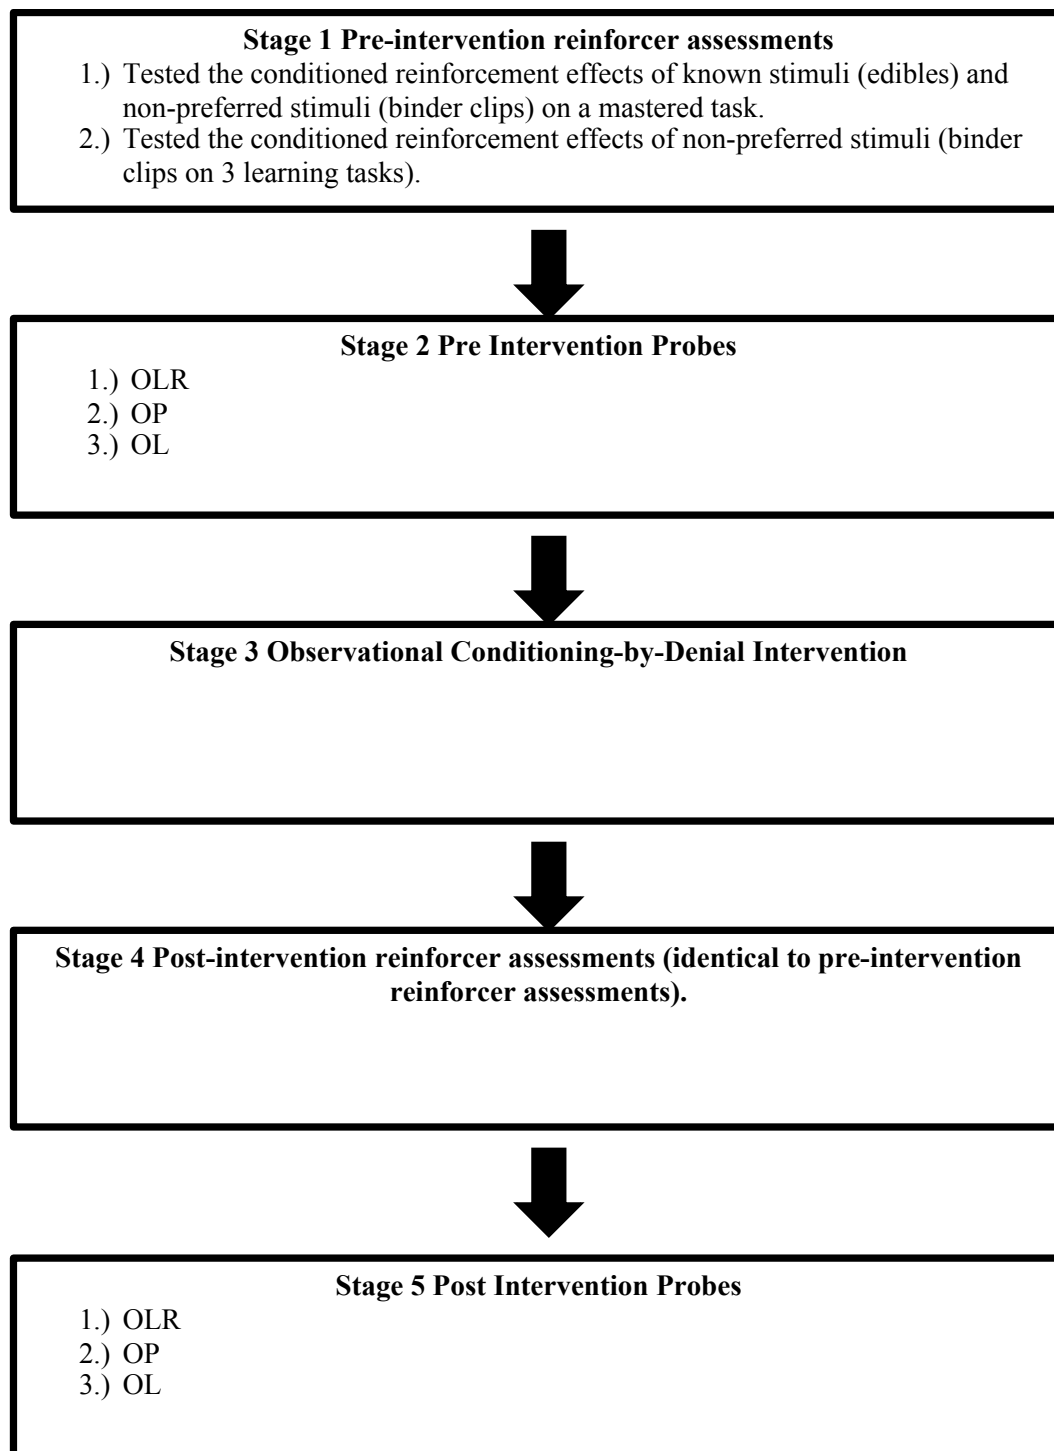 Stage 1 Pre-intervention reinforcer assessments
1.) Tested the conditioned reinforcement effects of known stimuli (edibles) and
non-preferred stimuli (binder clips) on a mastered task.
2.) Tested the conditioned reinforcement effects of non-preferred stimuli (binder
clips on 3 learning tasks).
Stage 2 Pre Intervention Probes
1.) OLR
2.) OP
3.) OL
Stage 3 Observational Conditioning-by-Denial Intervention
Stage 4 Post-intervention reinforcer assessments (identical to pre-intervention
reinforcer assessments).
Stage 5 Post Intervention Probes
1.) OLR
2.) OP
3.) OL